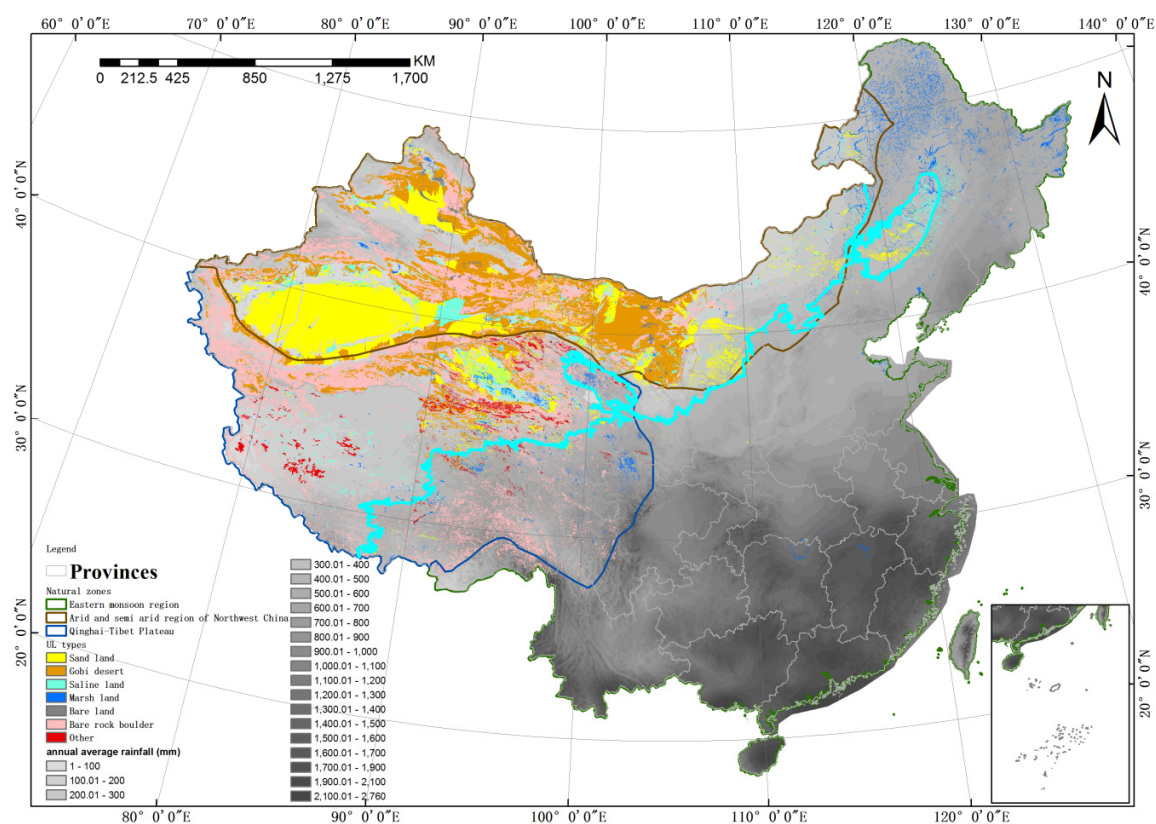 60° 0′0″E 70° 0′0″E 80° 0′0″E 90° 0′0″E 100° 0′0″E 110° 0′0″E 120° 0′0″E 130° 0′0″E 140° 0′0″E
KM
0 212.5 425 850 1,275 1,700
N
40° 0′0″N
30° 0′0″N
20° 0′0″N
40° 0′0″N
30° 0′0″N
20° 0′0″N
Legend
Provinces
Natural zones
Eastern monsoon region
Arid and semi arid region of Northwest China
Qinghai-Tibet Plateau
UL types
Sand land
Gobi desert
Saline land
Marsh land
Bare land
Bare rock boulder
Other
annual average rainfall (mm)
1 - 100
100.01 - 200
200.01 - 300
300.01 - 400
400.01 - 500
500.01 - 600
600.01 - 700
700.01 - 800
800.01 - 900
900.01 - 1,000
1,000.01 - 1,100
1,100.01 - 1,200
1,200.01 - 1,300
1,300.01 - 1,400
1,400.01 - 1,500
1,500.01 - 1,600
1,600.01 - 1,700
1,700.01 - 1,900
1,900.01 - 2,100
2,100.01 - 2,760
80° 0′0″E 90° 0′0″E 100° 0′0″E 110° 0′0″E 120° 0′0″E